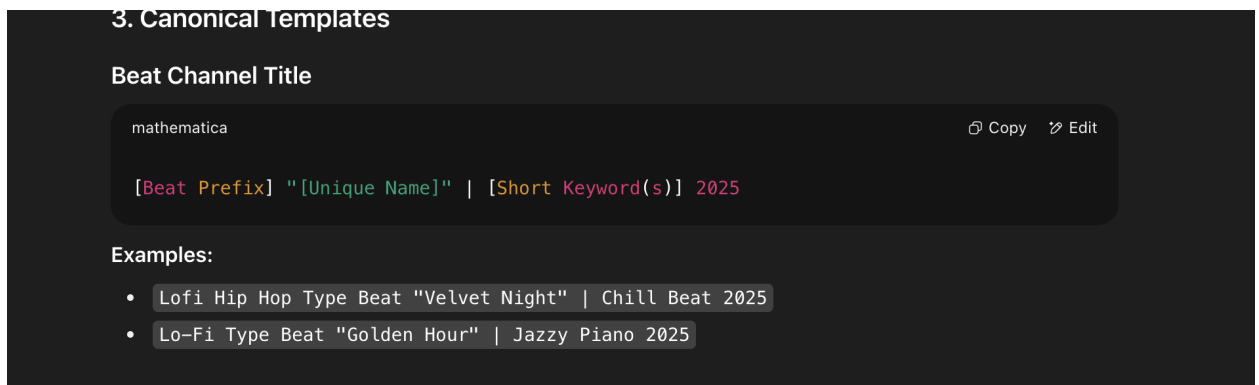 3. Canonical Templates
Beat Channel Title
mathematica Copy Edit
[Beat Prefix] "[Unique Name]" | [Short Keyword(s)] 2025
Examples:
• Lofi Hip Hop Type Beat "Velvet Night" | Chill Beat 2025
• Lo-Fi Type Beat "Golden Hour" | Jazzy Piano 2025